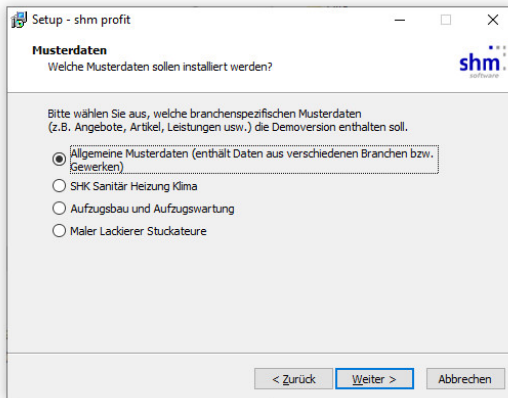 Setup - shm profit
Musterdaten
Welche Musterdaten sollen installiert werden?
shm
software
Bitte wählen Sie aus, welche branchenspezifischen Musterdaten
(z.B. Angebote, Artikel, Leistungen usw.) die Demoversion enthalten soll.
Allgemeine Musterdaten (enthält Daten aus verschiedenen Branchen bzw.
Gewerken)
SHK Sanitär Heizung Klima
Aufzugsbau und Aufzugswartung
Maler Lackierer Stuckateure
< Zurück
Weiter >
Abbrechen